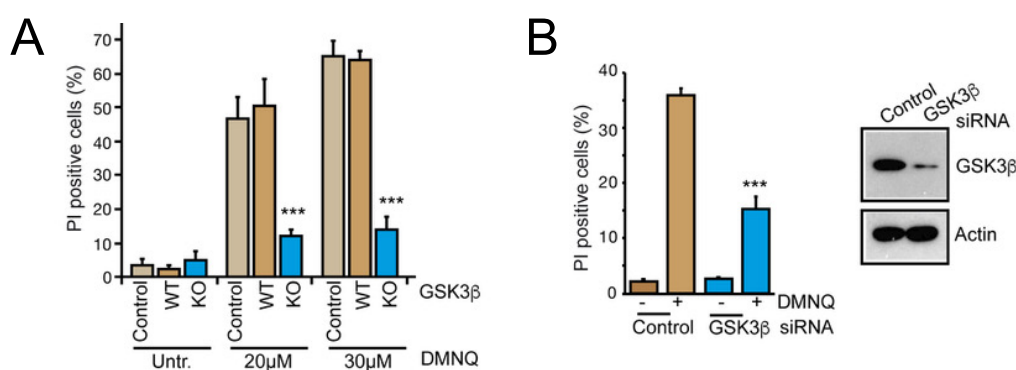 A
PI positive cells (%)
70
60
50
40
30
20
10
0
***
***
Control
WT
KO
Control
WT
KO
Control
WT
KO
GSK3β
Untr.
20µM
30µM
DMNQ
B
PI positive cells (%)
40
30
20
10
0
***
- + - + DMNQ
Control GSK3β siRNA
Control
GSK3β
siRNA
GSK3β
Actin